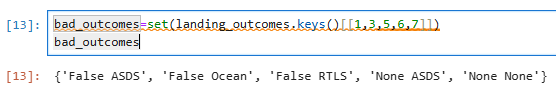 [13]: bad_outcomes=set(landing_outcomes.keys()[[1,3,5,6,7]])
bad_outcomes
[13]: {'False ASDS', 'False Ocean', 'False RTLS', 'None ASDS', 'None None'}